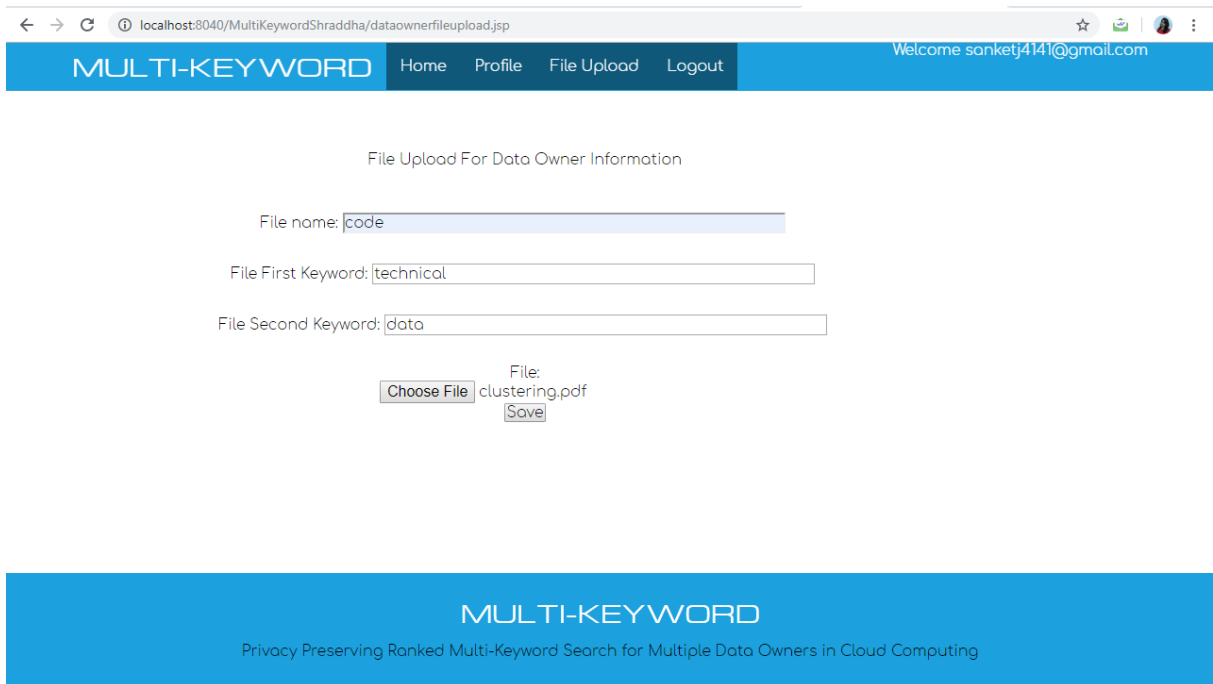 localhost:8040/MultiKeywordShraddha/dataownerfileupload.jsp
MULTI-KEYWORD Home Profile File Upload Logout Welcome sanketj4141@gmail.com
File Upload For Data Owner Information
File name: code
File First Keyword: technical
File Second Keyword: data
File:
Choose File clustering.pdf
Save
MULTI-KEYWORD
Privacy Preserving Ranked Multi-Keyword Search for Multiple Data Owners in Cloud Computing